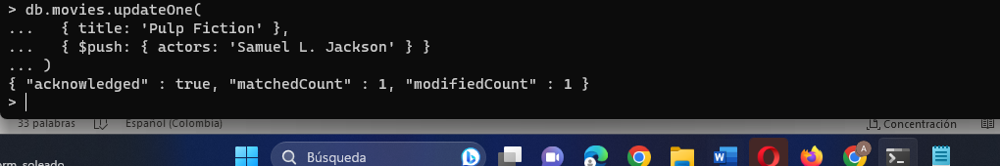 > db.movies.updateOne(
...   { title: 'Pulp Fiction' },
...   { $push: { actors: 'Samuel L. Jackson' } }
... )
{ "acknowledged" : true, "matchedCount" : 1, "modifiedCount" : 1 }
>
33 palabras Español (Colombia) Concentración
soleado Búsqueda A